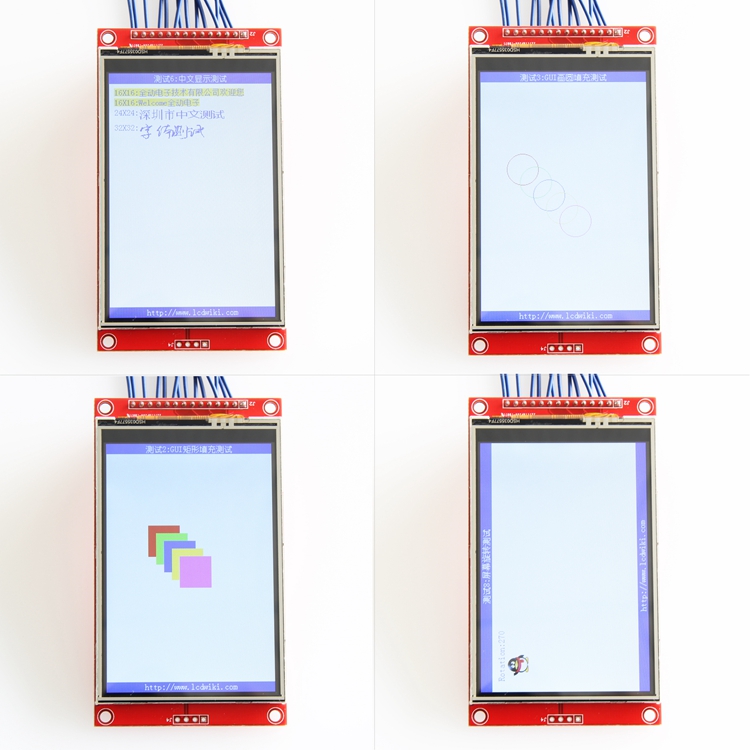 测试6:中文显示测试
16X16:全动电子技术有限公司欢迎您
16X16:Welcome全动电子
24X24:深圳市中文测试
32X32:字体测试
http://www.lcdwiki.com
J4
测试3:GUI画圆填充测试
http://www.lcdwiki.com
J4
测试2:GUI矩形填充测试
http://www.lcdwiki.com
J4
测试8:屏幕旋转测试
Rotation:270
http://www.lcdwiki.com
J4